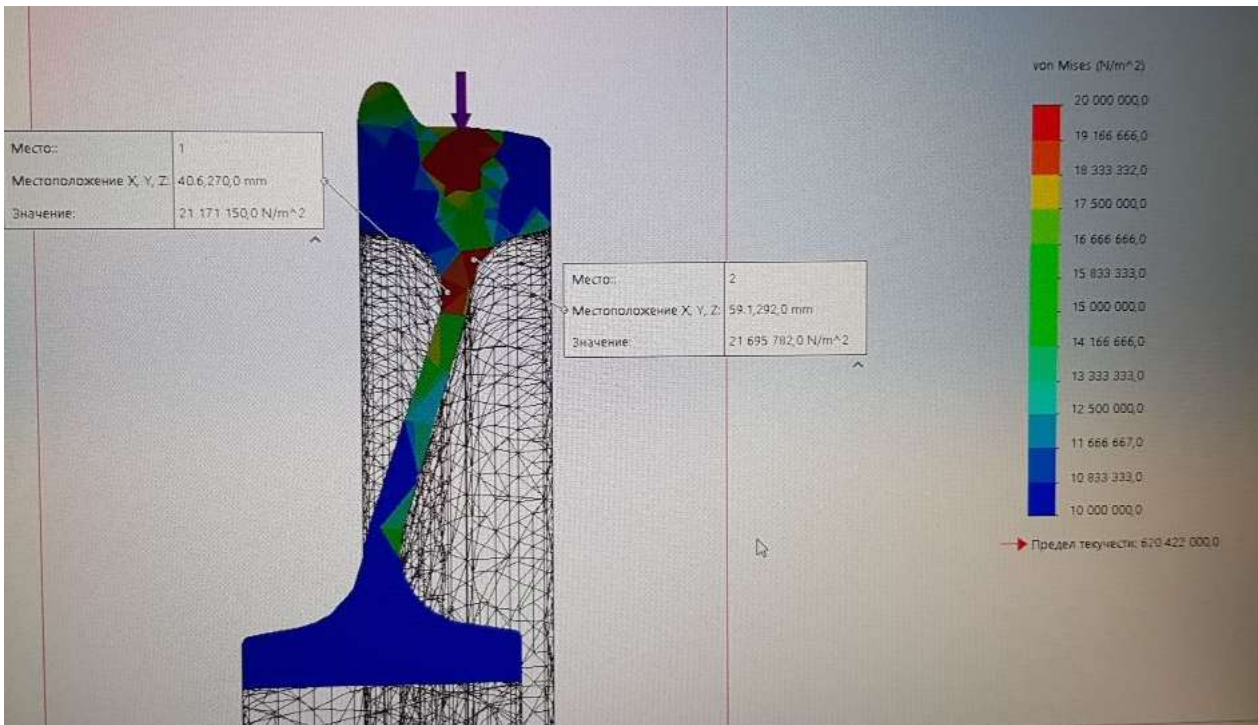 von Mises (N/m^2)
20 000 000,0
19 166 666,0
18 333 332,0
17 500 000,0
16 666 666,0
15 833 333,0
15 000 000,0
14 166 666,0
13 333 333,0
12 500 000,0
11 666 667,0
10 833 333,0
10 000 000,0
Предел текучести: 620 422 000,0
Место:: 1
Местоположение X, Y, Z: 40.6,270,0 mm
Значение: 21 171 150,0 N/m^2
Место:: 2
Местоположение X, Y, Z: 59.1,292,0 mm
Значение: 21 695 782,0 N/m^2